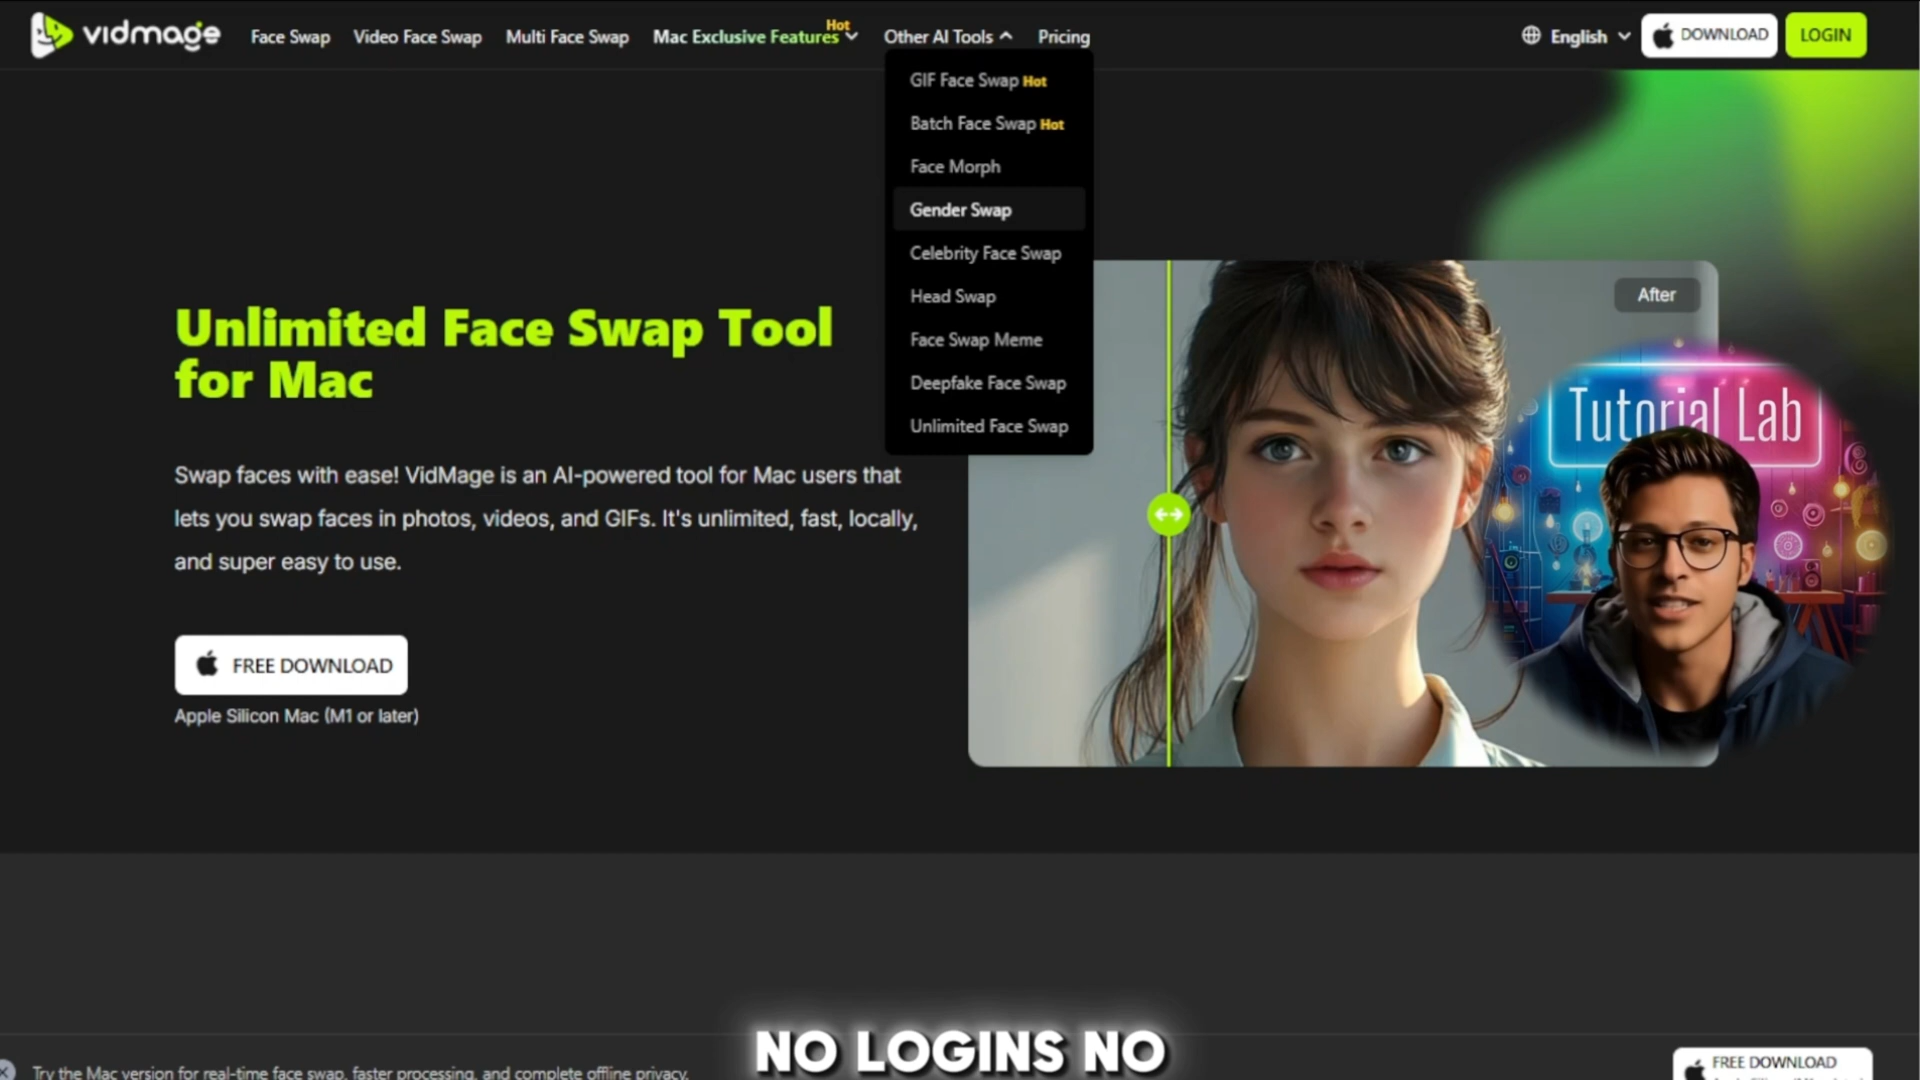 vidmage
Face Swap
Video Face Swap
Multi Face Swap
Mac Exclusive Features
Hot
Other AI Tools
Pricing
English
DOWNLOAD
LOGIN
GIF Face Swap Hot
Batch Face Swap Hot
Face Morph
Gender Swap
Celebrity Face Swap
Head Swap
Face Swap Meme
Deepfake Face Swap
Unlimited Face Swap
Unlimited Face Swap Tool
for Mac
Swap faces with ease! VidMage is an AI-powered tool for Mac users that
lets you swap faces in photos, videos, and GIFs. It's unlimited, fast, locally,
and super easy to use.
FREE DOWNLOAD
Apple Silicon Mac (M1 or later)
After
Tutorial Lab
NO LOGINS NO
Try the Mac version for real-time face swap, faster processing, and complete offline privacy.
FREE DOWNLOAD